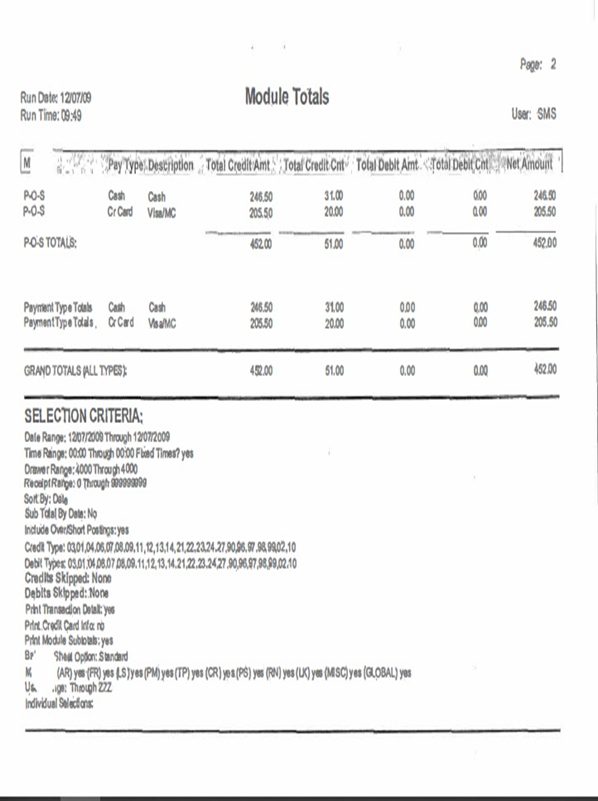 Page: 2
Run Date: 12/07/09
Module Totals
Run Time: 09:49
User: SMS
M Pay Type Description Total Credit Amt Total Credit Cnt Total Debit Amt Total Debit Cnt Net Amount
P-O-S Cash Cash 246.50 31.00 0.00 0.00 246.50
P-O-S Cr Card Visa/MC 205.50 20.00 0.00 0.00 205.50
P-O-S TOTALS: 452.00 51.00 0.00 0.00 452.00
Payment Type Totals Cash Cash 246.50 31.00 0.00 0.00 246.50
Payment Type Totals Cr Card Visa/MC 205.50 20.00 0.00 0.00 205.50
GRAND TOTALS (ALL TYPES): 452.00 51.00 0.00 0.00 452.00
SELECTION CRITERIA:
Date Range: 12/07/2009 Through 12/07/2009
Time Range: 00:00 Through 00:00 Fixed Times? yes
Drawer Range: 4000 Through 4000
Receipt Range: 0 Through 999999999
Sort By: Date
Sub Total By Date: No
Include Over/Short Postings: yes
Credit Type: 03,01,04,06,07,08,09,11,12,13,14,21,22,23,24,27,90,96,97,98,99,02,10
Debit Types: 03,01,04,06,07,08,09,11,12,13,14,21,22,23,24,27,90,96,97,98,99,02,10
Credits Skipped: None
Debits Skipped: None
Print Transaction Detail: yes
Print Credit Card Info: no
Print Module Subtotals: yes
Sheet Option: Standard
(AR) yes (FR) yes (LS) yes (PM) yes (TP) yes (CR) yes (PS) yes (RN) yes (UX) yes (MISC) yes (GLOBAL) yes
Through ZZZ
Individual Selections: